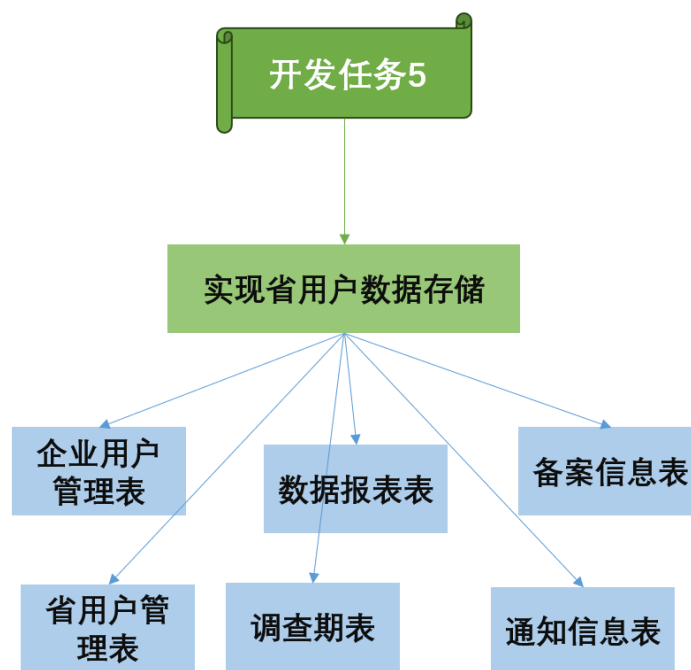 开发任务5
实现省用户数据存储
企业用户
管理表
数据报表表
备案信息表
省用户管
理表
调查期表
通知信息表